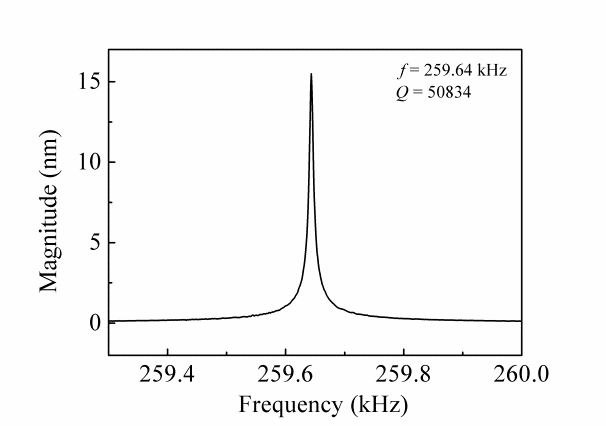 f = 259.64 kHz
Q = 50834
15
10
5
0
Magnitude (nm)
259.4 259.6 259.8 260.0
Frequency (kHz)